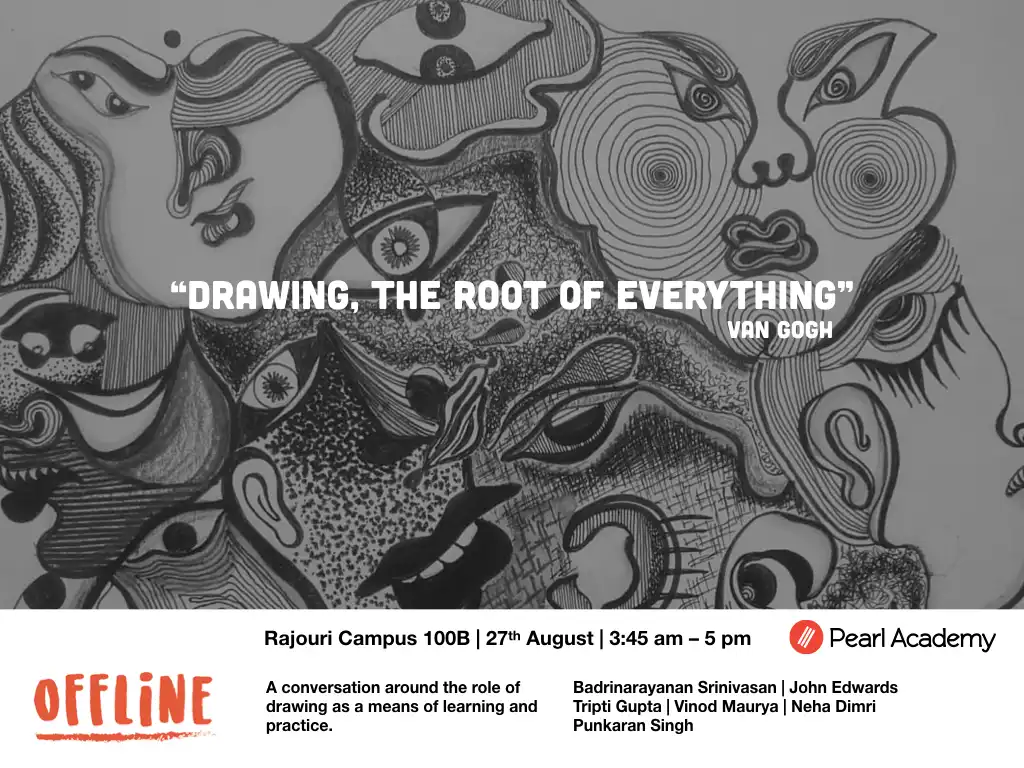 “DRAWING, THE ROOT OF EVERYTHING”
VAN GOGH
Rajouri Campus 100B | 27th August | 3:45 am – 5 pm
Pearl Academy
OFFLiNE
A conversation around the role of
drawing as a means of learning and
practice.
Badrinarayanan Srinivasan | John Edwards
Tripti Gupta | Vinod Maurya | Neha Dimri
Punkaran Singh